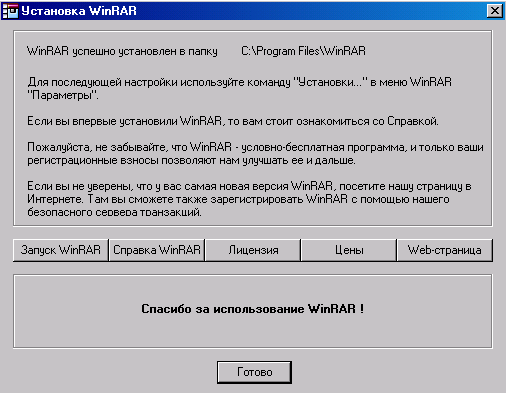 Установка WinRAR
WinRAR успешно установлен в папку C:\Program Files\WinRAR
Для последующей настройки используйте команду "Установки..." в меню WinRAR
"Параметры".
Если вы впервые установили WinRAR, то вам стоит ознакомиться со Справкой.
Пожалуйста, не забывайте, что WinRAR - условно-бесплатная программа, и только ваши
регистрационные взносы позволяют нам улучшать ее и дальше.
Если вы не уверены, что у вас самая новая версия WinRAR, посетите нашу страницу в
Интернете. Там вы сможете также зарегистрировать WinRAR с помощью нашего
безопасного сервера транзакций.
Запуск WinRAR Справка WinRAR Лицензия Цены Web-страница
Спасибо за использование WinRAR !
Готово